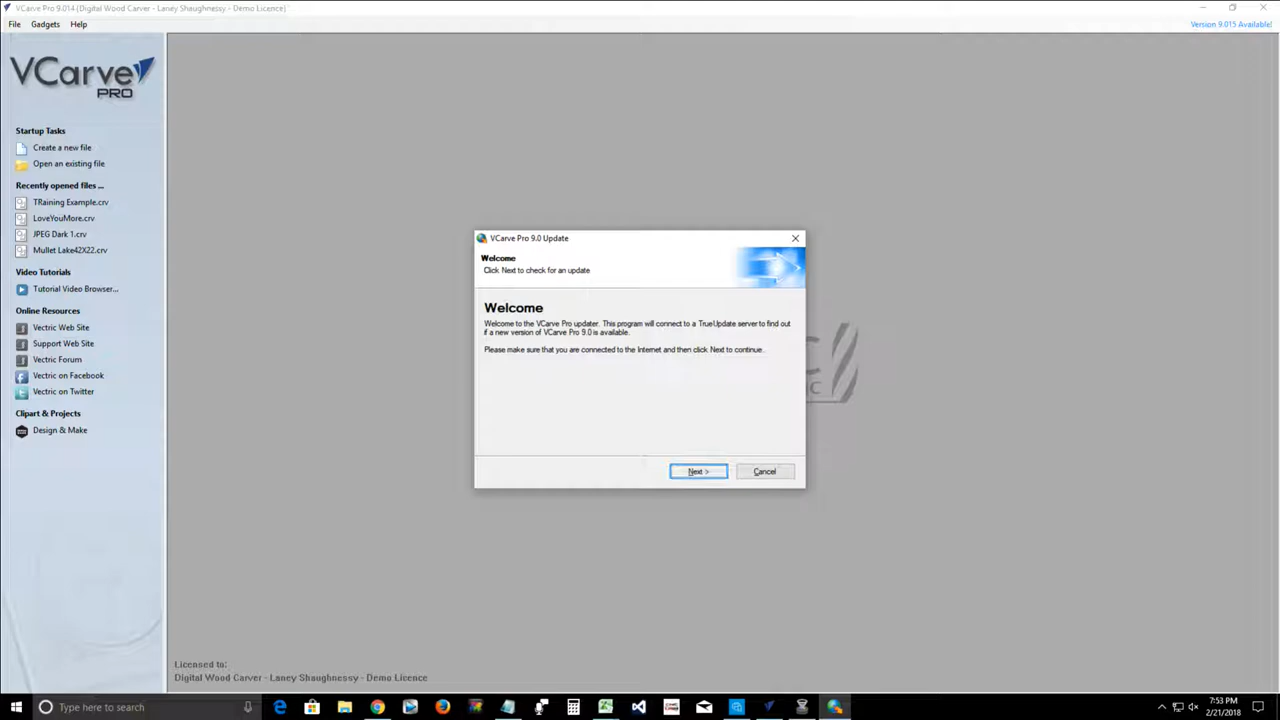 VCarve Pro 9.014 {Digital Wood Carver - Laney Shaughnessy - Demo Licence}
File Gadgets Help
Version 9.015 Available!
VCarve
PRO
Startup Tasks
Create a new file
Open an existing file
Recently opened files ...
TRaining Example.crv
LoveYouMore.crv
JPEG Dark 1.crv
Mullet Lake42X22.crv
Video Tutorials
Tutorial Video Browser...
Online Resources
Vectric Web Site
Support Web Site
Vectric Forum
Vectric on Facebook
Vectric on Twitter
Clipart & Projects
Design & Make
VCarve Pro 9.0 Update
Welcome
Click Next to check for an update
Welcome
Welcome to the VCarve Pro updater. This program will connect to a TrueUpdate server to find out
if a new version of VCarve Pro 9.0 is available.
Please make sure that you are connected to the Internet and then click Next to continue.
Next >
Cancel
Licensed to:
Digital Wood Carver - Laney Shaughnessy - Demo Licence
Type here to search
7:53 PM
2/21/2018